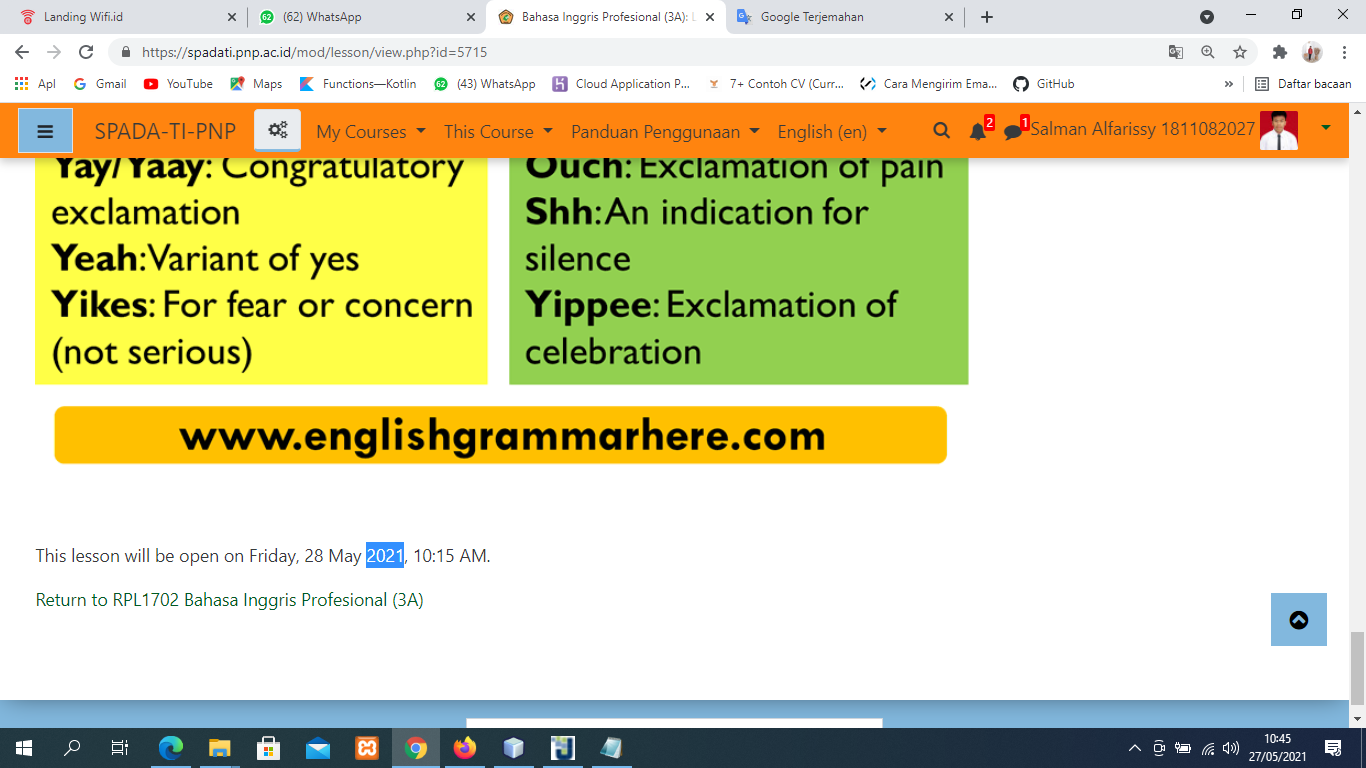 Landing Wifi.id
(62) WhatsApp
Bahasa Inggris Profesional (3A): L
Google Terjemahan
https://spadati.pnp.ac.id/mod/lesson/view.php?id=5715
Apl
Gmail
YouTube
Maps
Functions—Kotlin
(43) WhatsApp
Cloud Application P...
7+ Contoh CV (Curr...
Cara Mengirim Ema...
GitHub
»
Daftar bacaan
SPADA-TI-PNP
My Courses
This Course
Panduan Penggunaan
English (en)
2
1
Salman Alfarissy 1811082027
Yay/Yaay: Congratulatory
exclamation
Yeah:Variant of yes
Yikes: For fear or concern
(not serious)
Ouch: Exclamation of pain
Shh:An indication for
silence
Yippee: Exclamation of
celebration
www.englishgrammarhere.com
This lesson will be open on Friday, 28 May 2021, 10:15 AM.
Return to RPL1702 Bahasa Inggris Profesional (3A)
10:45
27/05/2021